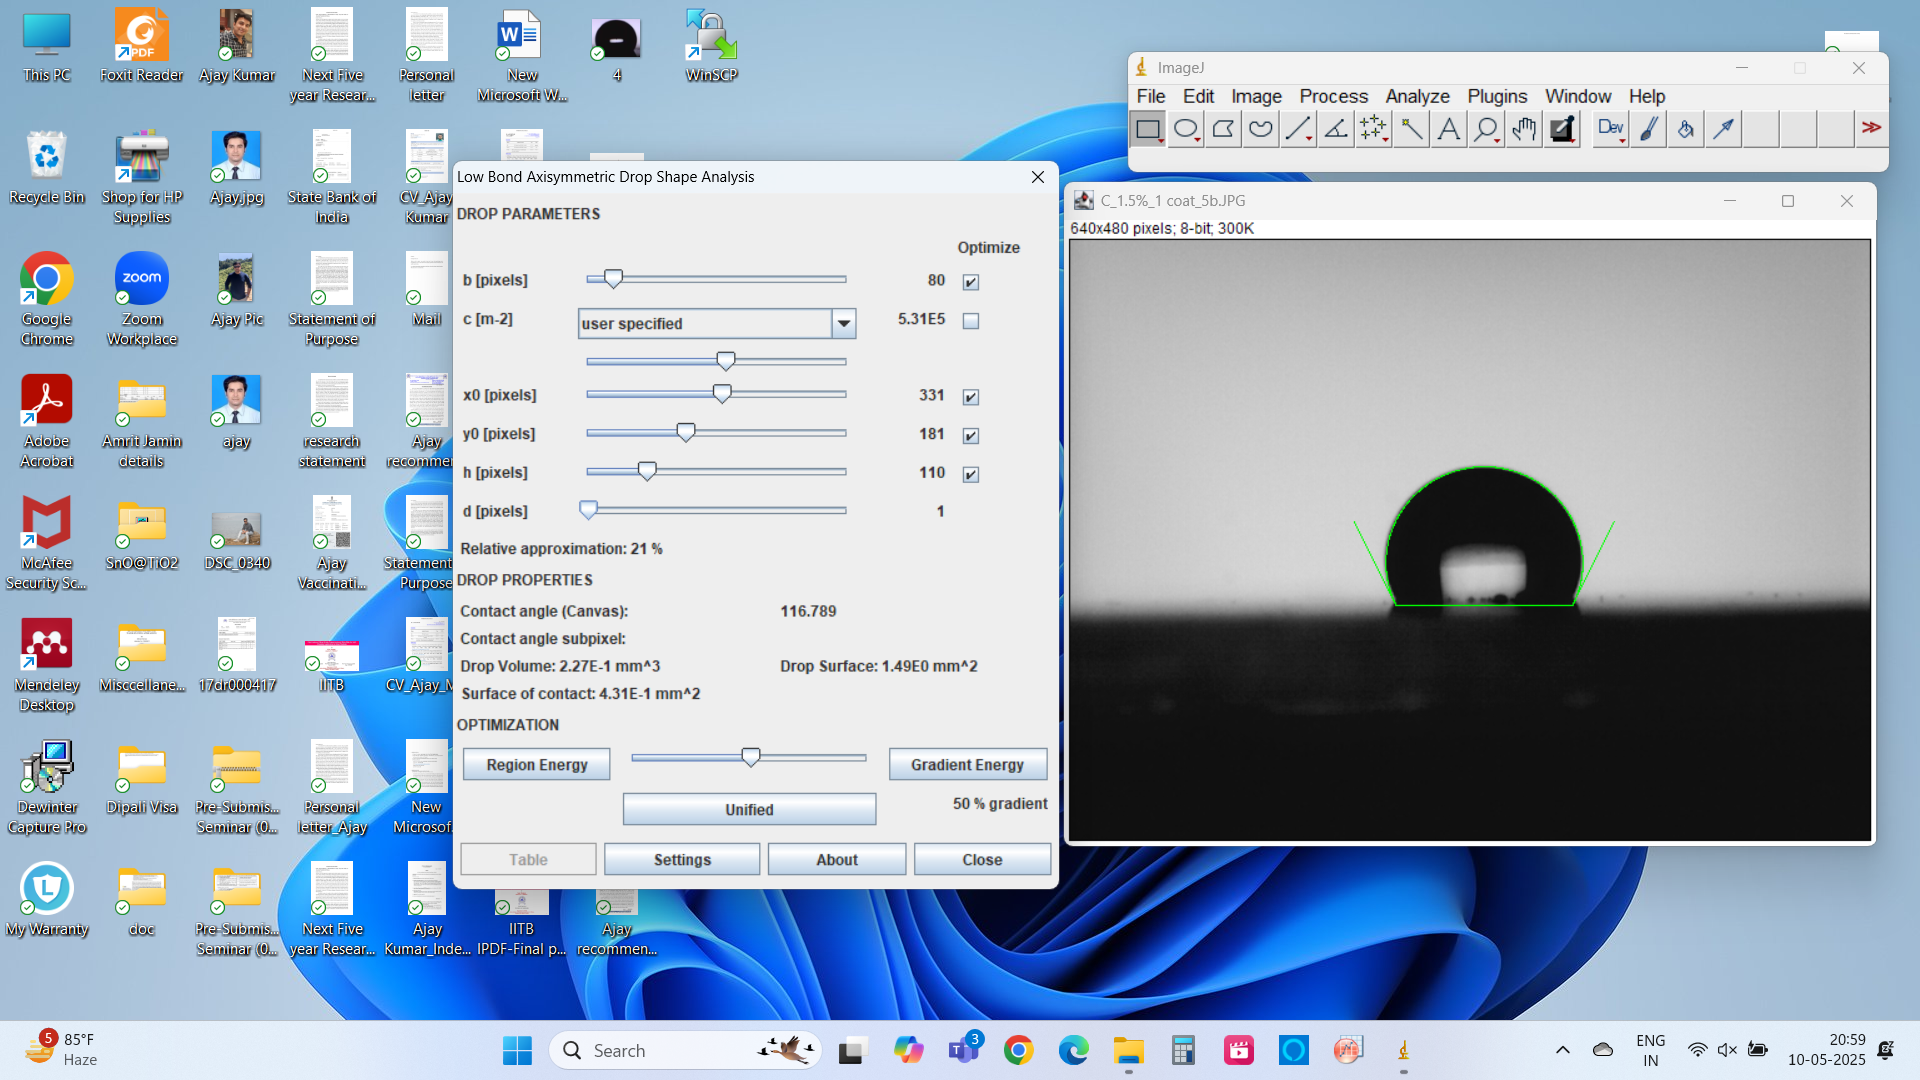 This PC
Foxit Reader
Ajay Kumar
Next Five
year Resear...
Personal
letter
New
Microsoft W...
4
WinSCP
Recycle Bin
Shop for HP
Supplies
Ajay.jpg
State Bank of
India
CV_Ajay
Kumar
Google
Chrome
zoom
Zoom
Workplace
Ajay Pic
Statement of
Purpose
Mail
Adobe
Acrobat
Amrit Jamin
details
ajay
research
statement
Ajay
recommen
McAfee
Security Sc...
SnO@TiO2
DSC_0340
Ajay
Vaccinati...
Statement
Purpose
Mendeley
Desktop
Misccellane...
17dr000417
IITB
CV_Ajay_M
Dewinter
Capture Pro
Dipali Visa
Pre-Submis...
Seminar (0...
Personal
letter_Ajay
New
Microsof.
My Warranty
doc
Pre-Submis...
Seminar (0...
Next Five
year Resear...
Ajay
Kumar_Inde...
IITB
IPDF-Final p...
Ajay
recommen...
Low Bond Axisymmetric Drop Shape Analysis
DROP PARAMETERS
Optimize
b [pixels] 80
c [m-2] user specified 5.31E5
x0 [pixels] 331
y0 [pixels] 181
h [pixels] 110
d [pixels] 1
Relative approximation: 21 %
DROP PROPERTIES
Contact angle (Canvas): 116.789
Contact angle subpixel:
Drop Volume: 2.27E-1 mm^3 Drop Surface: 1.49E0 mm^2
Surface of contact: 4.31E-1 mm^2
OPTIMIZATION
Region Energy Gradient Energy
Unified 50 % gradient
Table Settings About Close
ImageJ
File Edit Image Process Analyze Plugins Window Help
Dev
C_1.5%_1 coat_5b.JPG
640x480 pixels; 8-bit; 300K
5
85°F
Haze
Search
3
ENG
IN
20:59
10-05-2025